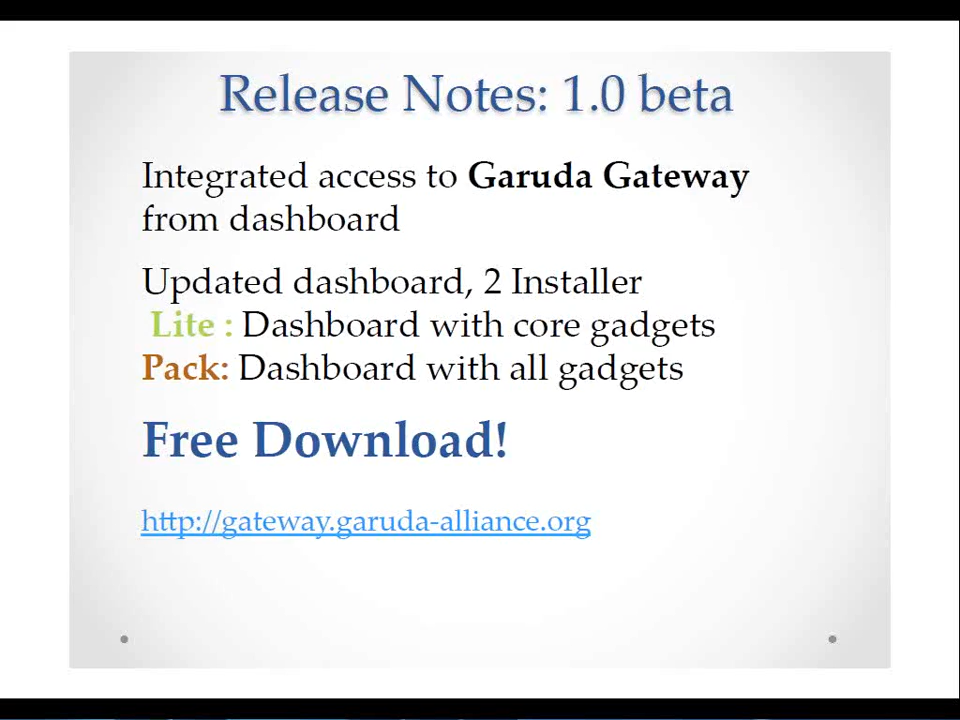 Release Notes: 1.0 beta
Integrated access to Garuda Gateway
from dashboard
Updated dashboard, 2 Installer
Lite : Dashboard with core gadgets
Pack: Dashboard with all gadgets
Free Download!
http://gateway.garuda-alliance.org